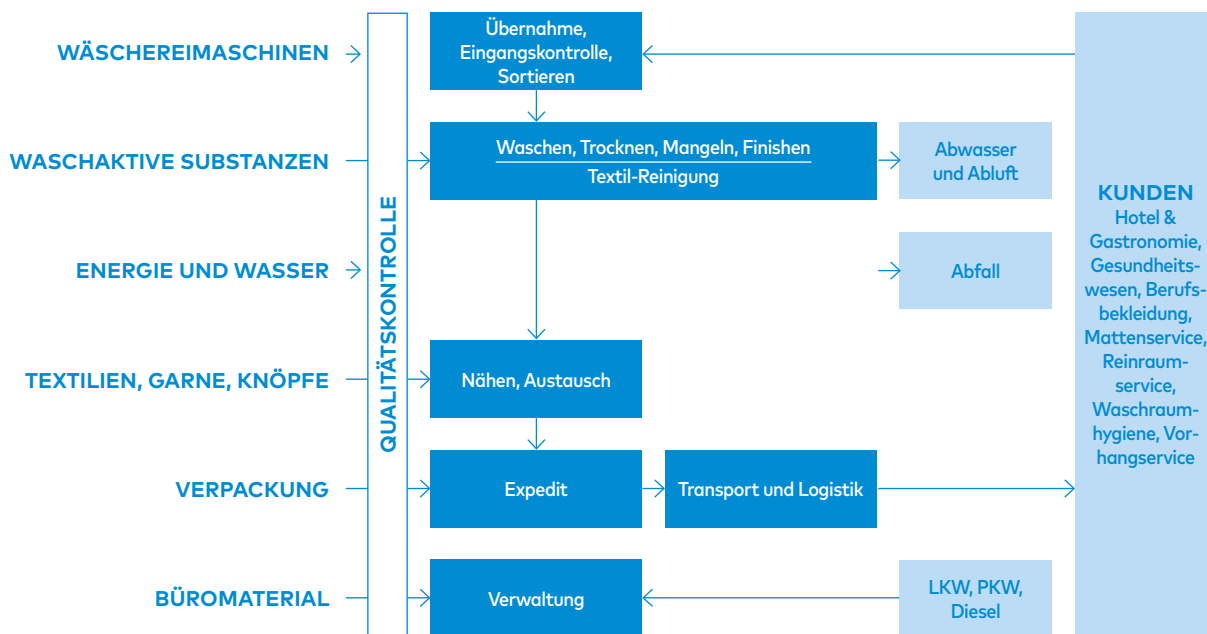 WÄSCHEREIMASCHINEN
WASCHAKTIVE SUBSTANZEN
ENERGIE UND WASSER
TEXTILIEN, GARNE, KNÖPFE
VERPACKUNG
BÜROMATERIAL
QUALITÄTSKONTROLLE
Übernahme,
Eingangskontrolle,
Sortieren
Waschen, Trocknen, Mangeln, Finishen
Textil-Reinigung
Nähen, Austausch
Expedit
Transport und Logistik
Verwaltung
Abwasser
und Abluft
Abfall
LKW, PKW,
Diesel
KUNDEN
Hotel &
Gastronomie,
Gesundheits-
wesen, Berufs-
bekleidung,
Mattenservice,
Reinraum-
service,
Waschraum-
hygiene, Vor-
hangservice